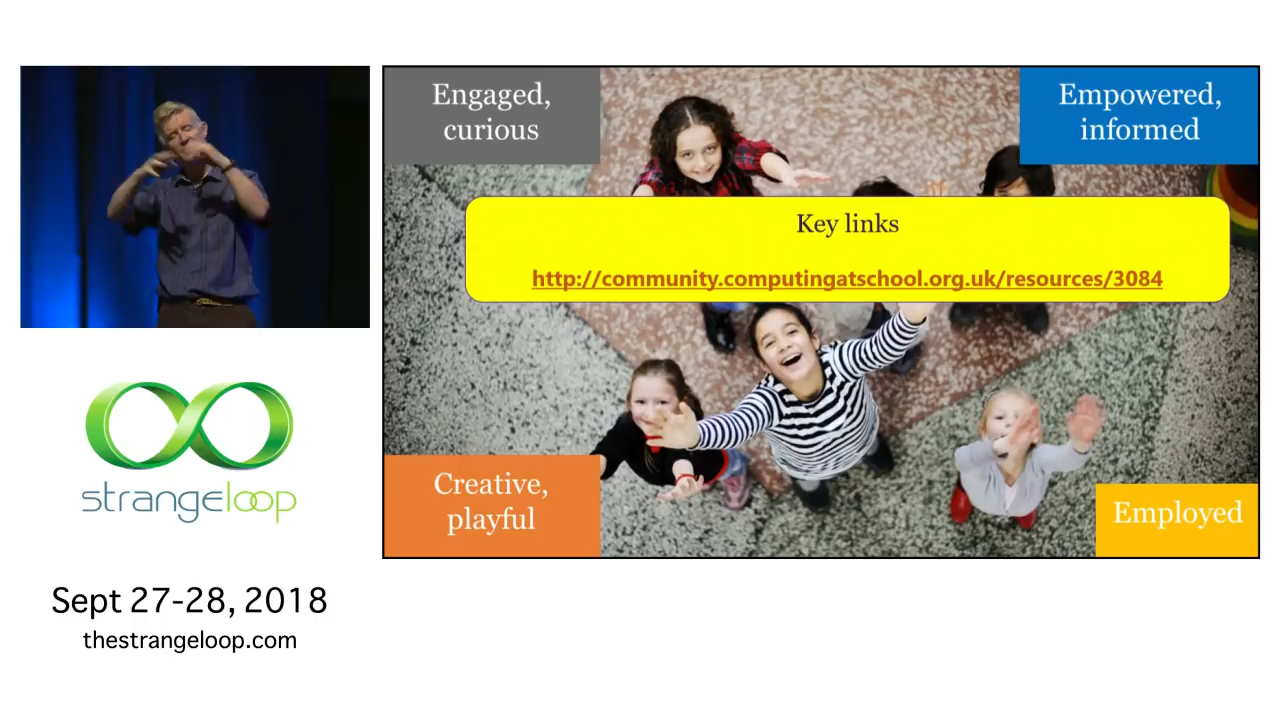 Engaged,
curious
Empowered,
informed
Key links
http://community.computingatschool.org.uk/resources/3084
Creative,
playful
Employed
strangeloop
Sept 27-28, 2018
thestrangeloop.com